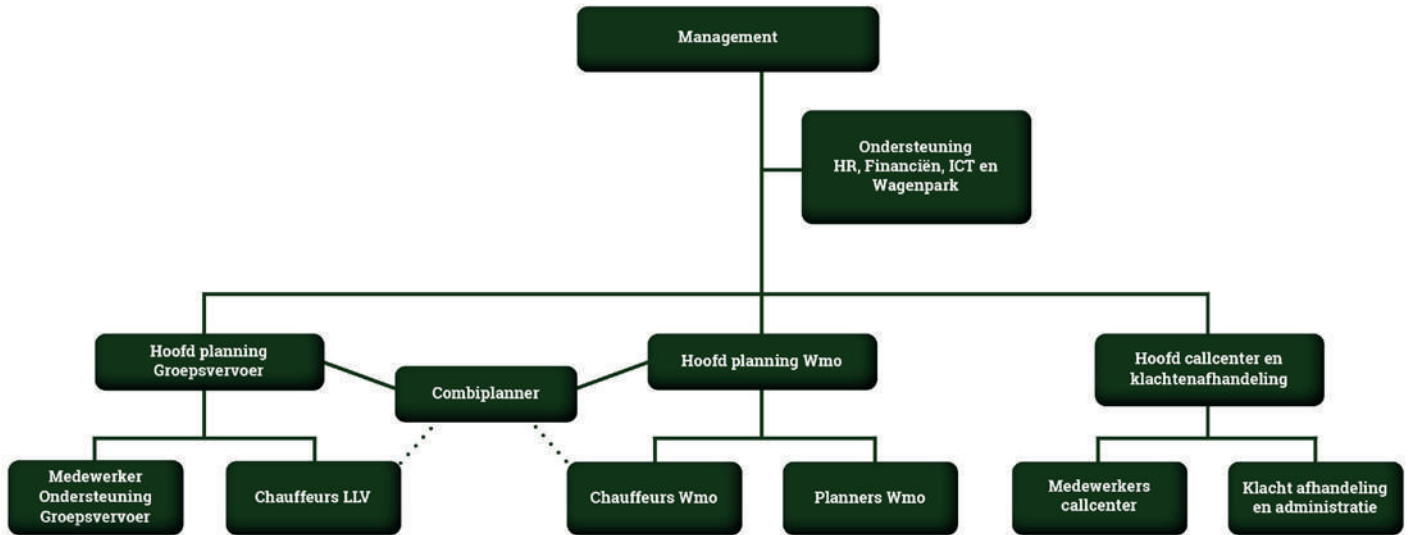 Management
Ondersteuning
HR, Financiën, ICT en
Wagenpark
Hoofd planning
Groepsvervoer
Combiplanner
Hoofd planning Wmo
Hoofd callcenter en
klachtenafhandeling
Medewerker
Ondersteuning
Groepsvervoer
Chauffeurs LLV
Chauffeurs Wmo
Planners Wmo
Medewerkers
callcenter
Klacht afhandeling
en administratie